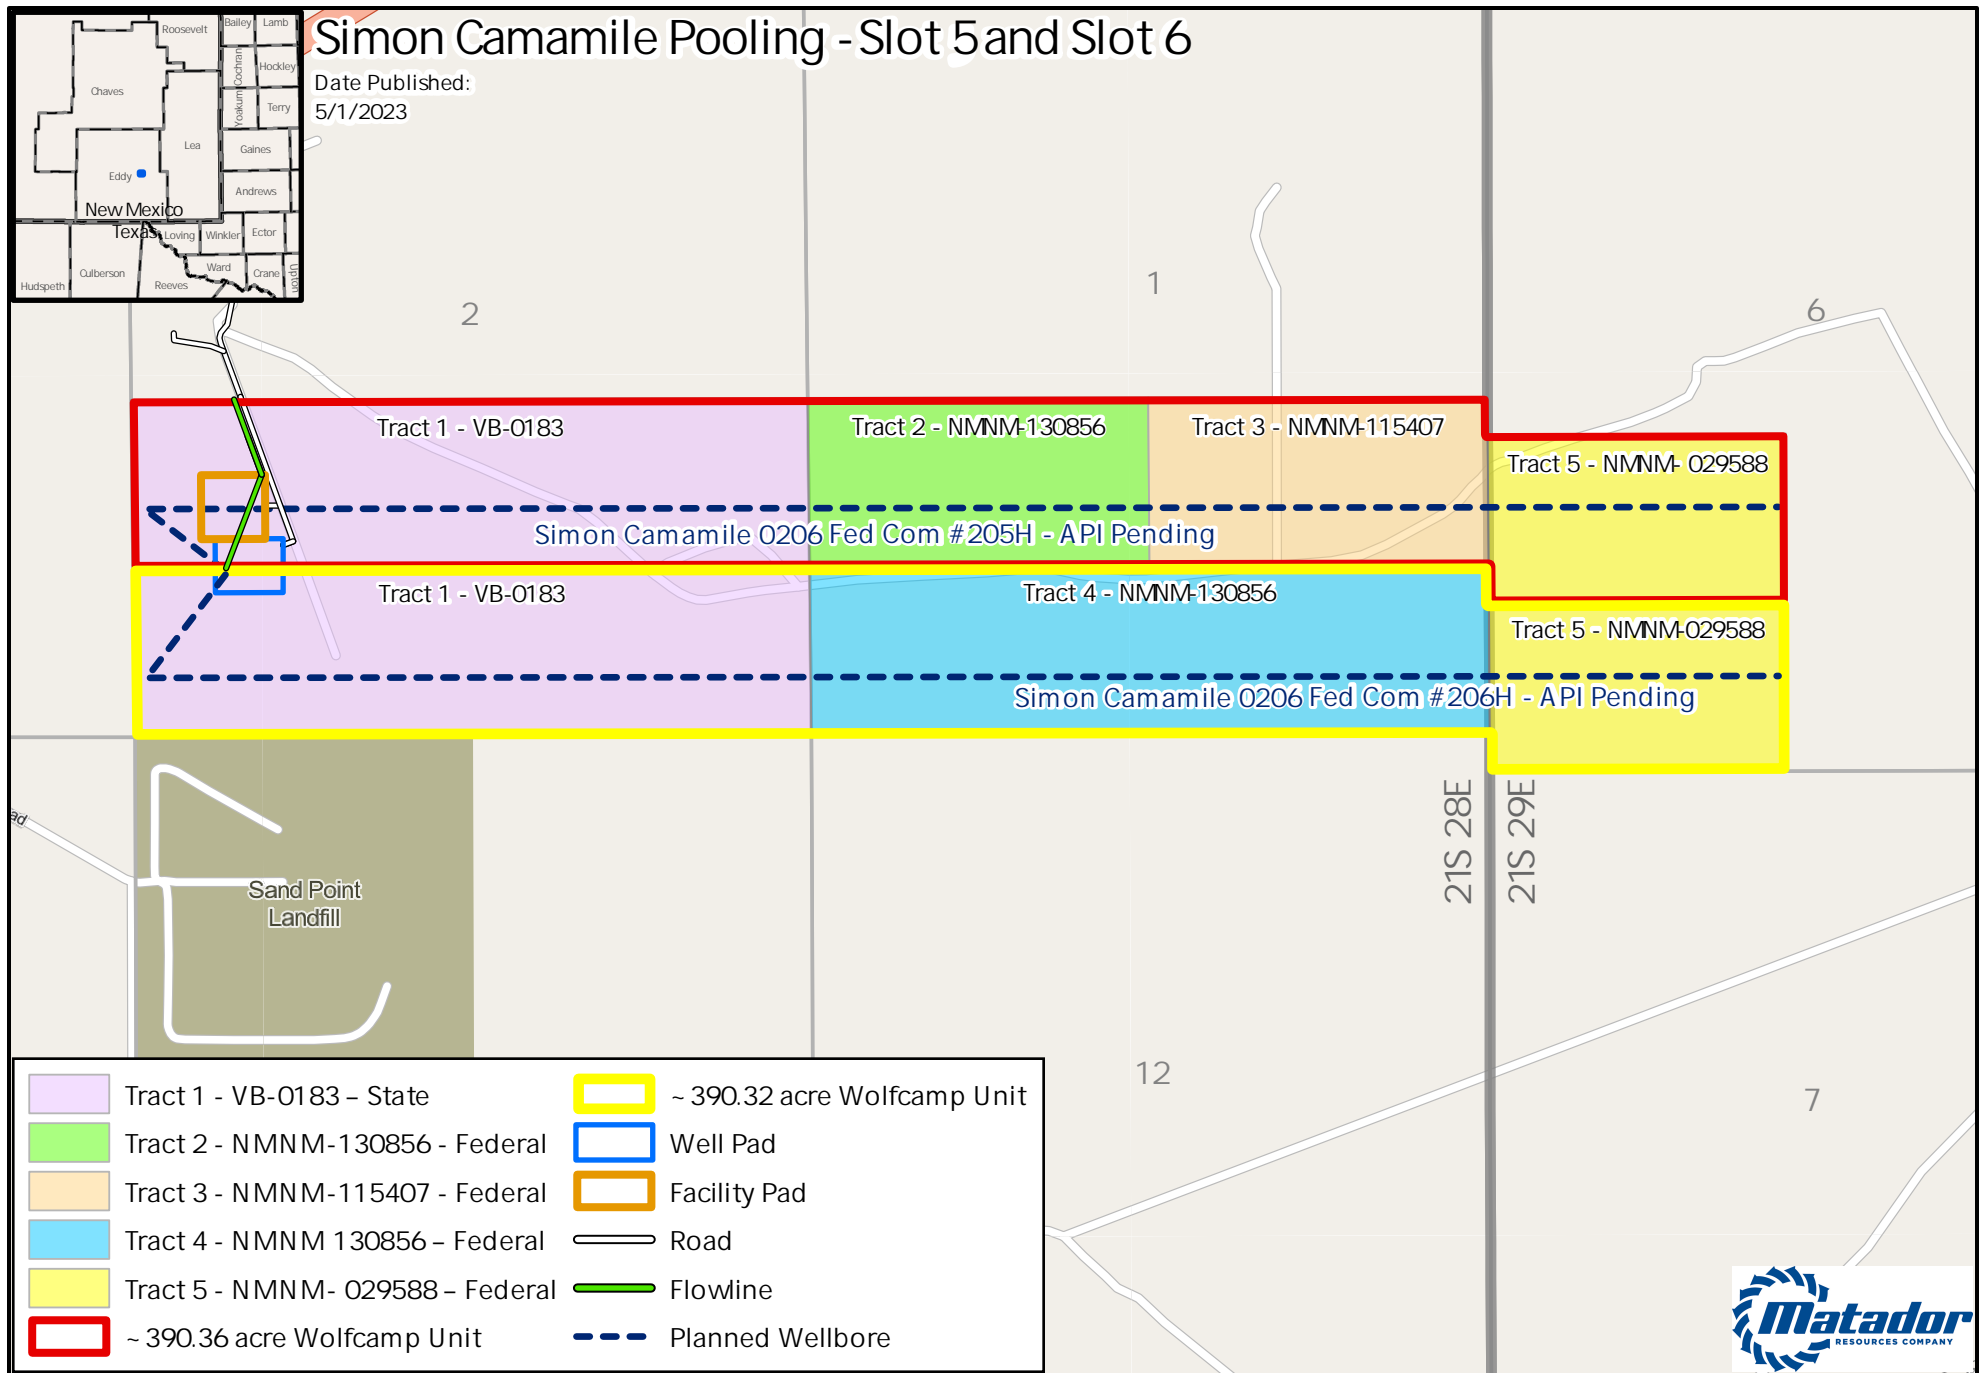 Simon Camamile Pooling - Slot 5 and Slot 6
Date Published:
5/1/2023
Roosevelt
Bailey
Lamb
Cochran
Hockley
Chaves
Yoakum
Terry
Lea
Gaines
Eddy
Andrews
New Mexico
Texas
Loving
Winkler
Ector
Culberson
Ward
Crane
Upton
Hudspeth
Reeves
2
1
6
Tract 1 - VB-0183
Tract 2 - NMNM-130856
Tract 3 - NMNM-115407
Tract 5 - NMNM- 029588
Simon Camamile 0206 Fed Com #205H - API Pending
Tract 1 - VB-0183
Tract 4 - NMNM-130856
Tract 5 - NMNM-029588
Simon Camamile 0206 Fed Com #206H - API Pending
21S 28E
21S 29E
ad
Sand Point
Landfill
12
7
Tract 1 - VB-0183 – State
Tract 2 - NMNM-130856 - Federal
Tract 3 - NMNM-115407 - Federal
Tract 4 - NMNM 130856 – Federal
Tract 5 - NMNM- 029588 – Federal
~ 390.36 acre Wolfcamp Unit
~ 390.32 acre Wolfcamp Unit
Well Pad
Facility Pad
Road
Flowline
Planned Wellbore
Matador
RESOURCES COMPANY